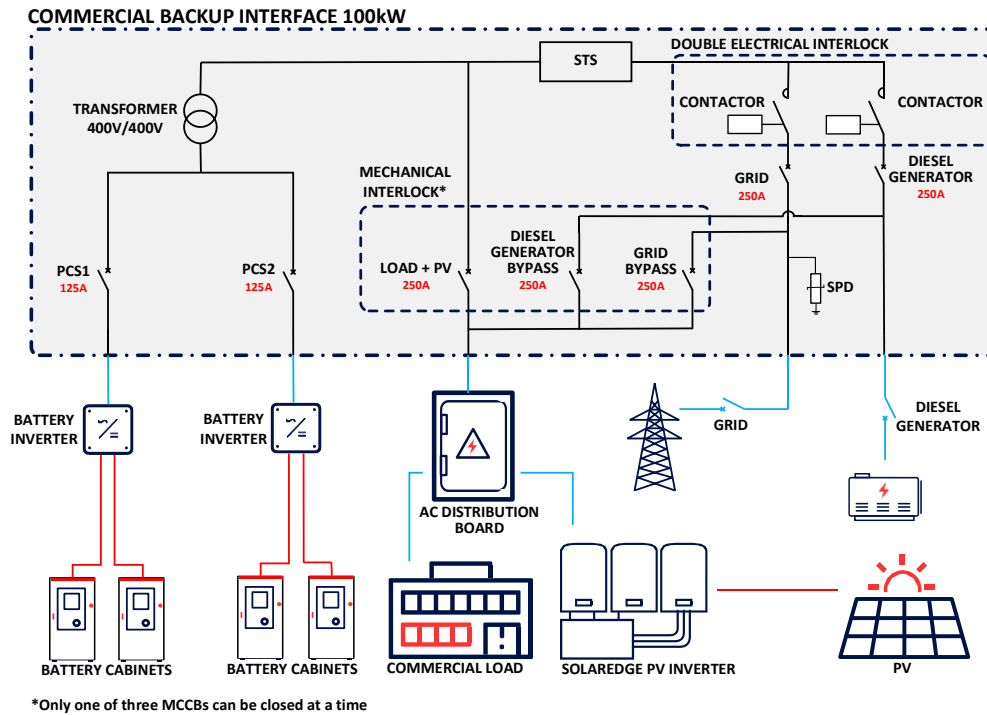 COMMERCIAL BACKUP INTERFACE 100kW
DOUBLE ELECTRICAL INTERLOCK
STS
TRANSFORMER
400V/400V
CONTACTOR
CONTACTOR
MECHANICAL
INTERLOCK*
GRID
250A
DIESEL
GENERATOR
250A
PCS1
125A
PCS2
125A
LOAD + PV
250A
DIESEL
GENERATOR
BYPASS
250A
GRID
BYPASS
250A
SPD
BATTERY
INVERTER
BATTERY
INVERTER
GRID
DIESEL
GENERATOR
AC DISTRIBUTION
BOARD
BATTERY CABINETS
BATTERY CABINETS
COMMERCIAL LOAD
SOLAREDGE PV INVERTER
PV
*Only one of three MCCBs can be closed at a time